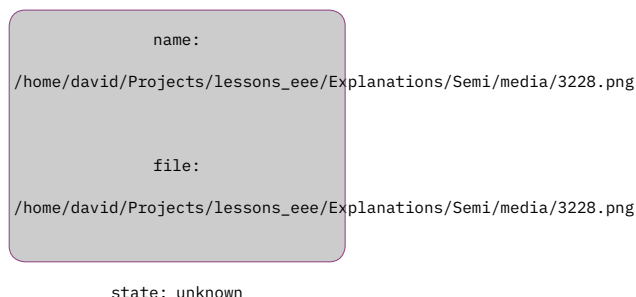 name:
/home/david/Projects/lessons_eee/Explanations/Semi/media/3228.png
file:
/home/david/Projects/lessons_eee/Explanations/Semi/media/3228.png
state: unknown